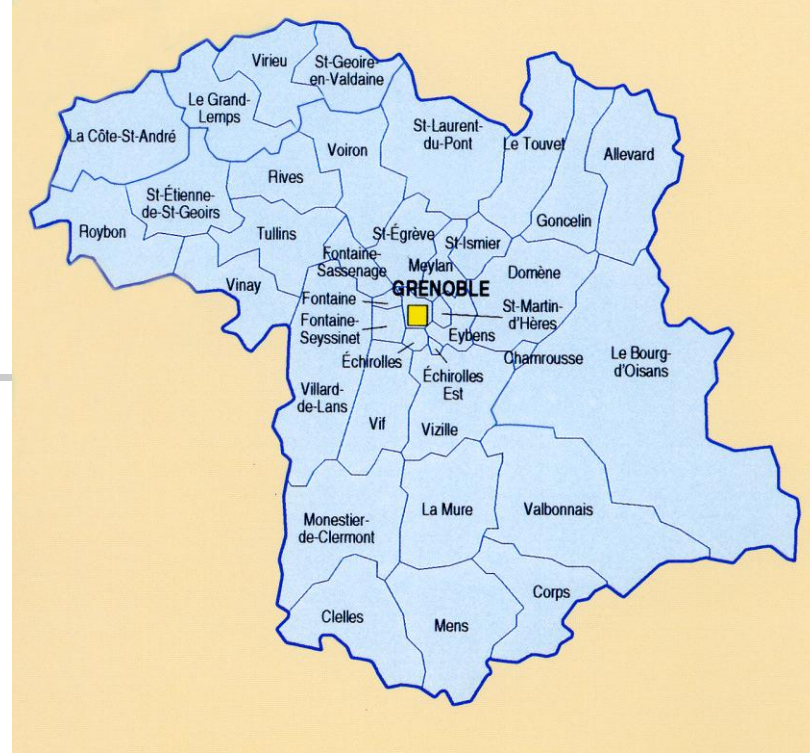 Virieu
St-Geoire-
en-Valdaine
Le Grand-
Lemps
La Côte-St-André
Voiron
St-Laurent-
du-Pont
Le Touvet
Allevard
Rives
St-Étienne-
de-St-Geoirs
Roybon
Tullins
St-Égrève
St-Ismier
Goncelin
Fontaine-
Sassenage
Meylan
Domène
Vinay
GRENOBLE
Fontaine
St-Martin-
d'Hères
Fontaine-
Seyssinet
Eybens
Échirolles
Chamrousse
Le Bourg-
d'Oisans
Échirolles
Est
Villard-
de-Lans
Vif
Vizille
La Mure
Valbonnais
Monestier-
de-Clermont
Corps
Clelles
Mens